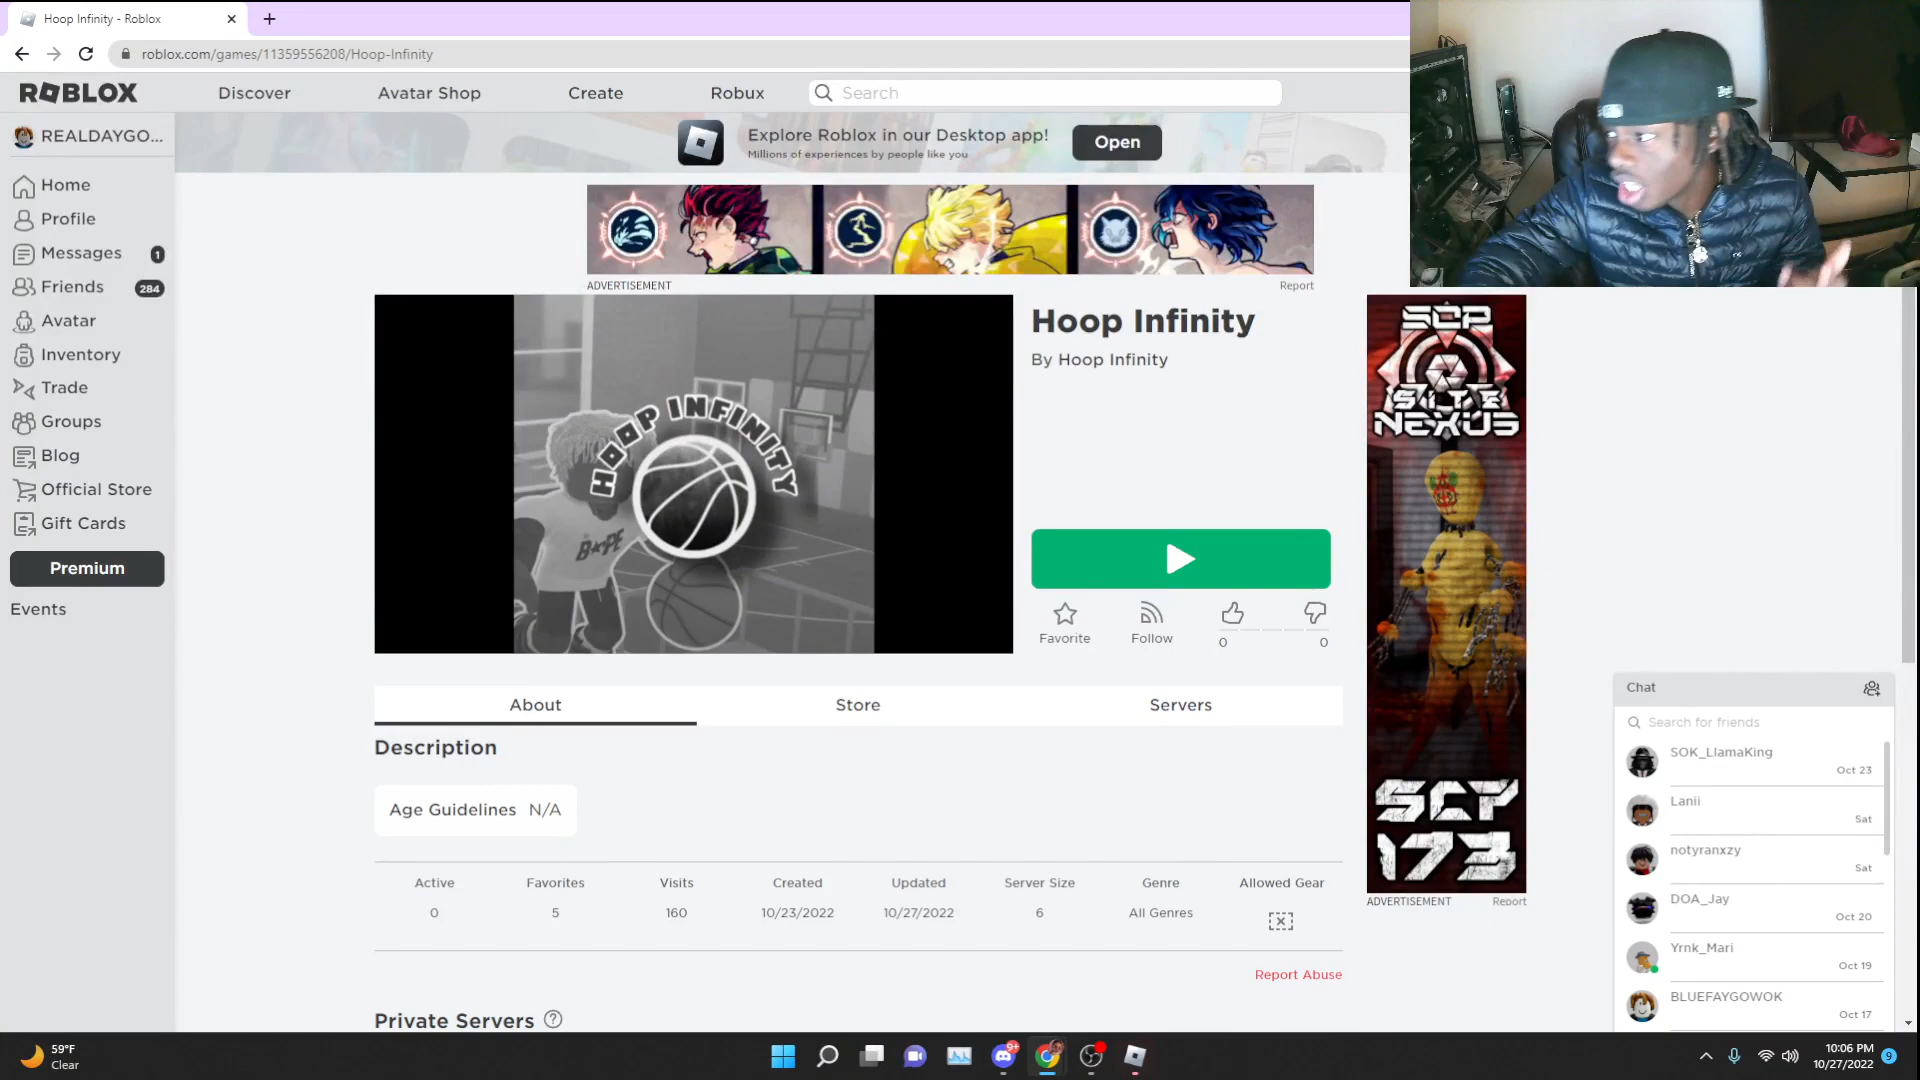 Hoop Infinity - Roblox
roblox.com/games/11359556208/Hoop-Infinity
ROBLOX
Discover
Avatar Shop
Create
Robux
Search
REALDAYGO...
Explore Roblox in our Desktop app!
Millions of experiences by people like you
Open
Home
Profile
Messages 1
Friends 284
Avatar
Inventory
Trade
Groups
Blog
Official Store
Gift Cards
Premium
Events
ADVERTISEMENT
Report
HOOP INFINITY
Hoop Infinity
By Hoop Infinity
Favorite
Follow
0
0
SCP
SITE
NEXUS
SCP
173
ADVERTISEMENT
Report
About
Store
Servers
Description
Age Guidelines N/A
Active Favorites Visits Created Updated Server Size Genre Allowed Gear
0 5 160 10/23/2022 10/27/2022 6 All Genres
Report Abuse
Private Servers
Chat
Search for friends
SOK_LlamaKing
Oct 23
Lanii
Sat
notyranxzy
Sat
DOA_Jay
Oct 20
Yrnk_Mari
Oct 19
BLUEFAYGOWOK
Oct 17
59°F
Clear
9+
10:06 PM
10/27/2022
9